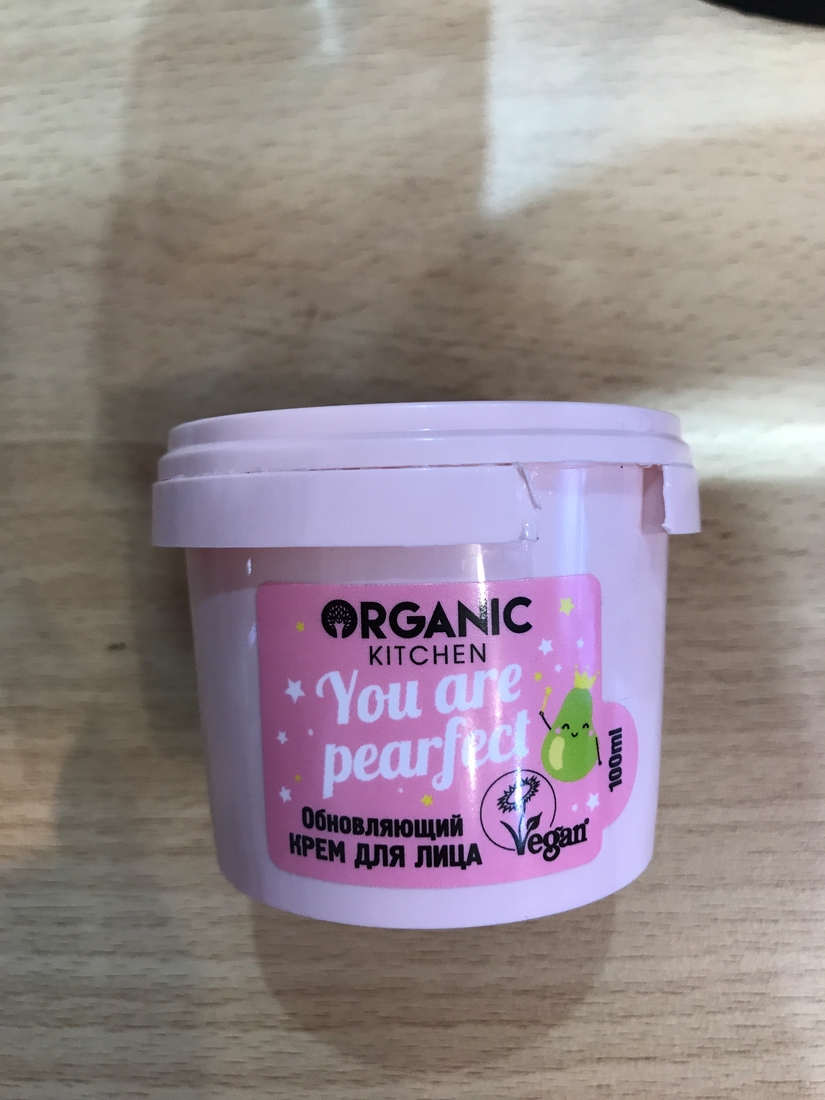 ORGANIC
KITCHEN
You are
pearfect
100ml
Обновляющий
КРЕМ ДЛЯ ЛИЦА
Vegan